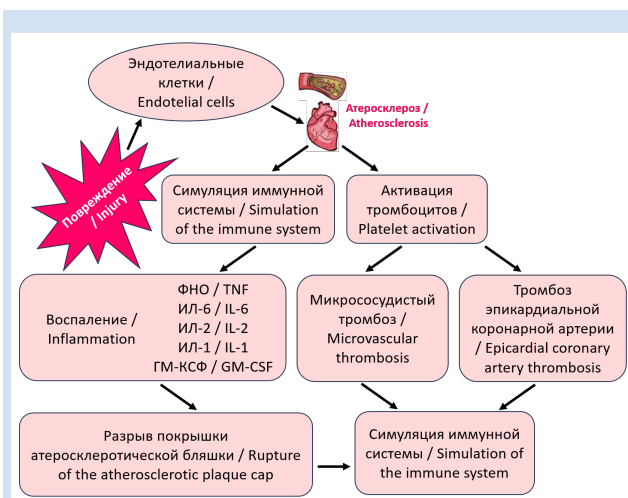 Эндотелиальные
клетки /
Endotelial cells
Атеросклероз /
Atherosclerosis
Повреждение
/ Injury
Симуляция иммунной
системы / Simulation
of the immune system
Активация
тромбоцитов /
Platelet activation
Воспаление /
Inflammation
ФНО / TNF
ИЛ-6 / IL-6
ИЛ-2 / IL-2
ИЛ-1 / IL-1
ГМ-КСФ / GM-CSF
Микрососудистый
тромбоз /
Microvascular
thrombosis
Тромбоз
эпикардиальной
коронарной артерии
/ Epicardial coronary
artery thrombosis
Разрыв покрышки
атеросклеротической бляшки / Rupture
of the atherosclerotic plaque cap
Симуляция иммунной
системы / Simulation of
the immune system